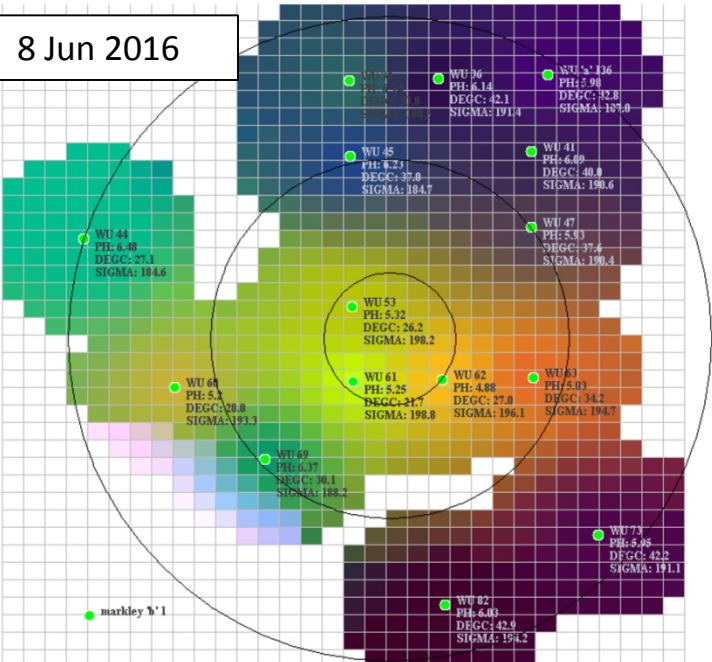 8 Jun 2016
WU 96
PH: 6.14
DEGC: 42.1
SIGMA: 191.4
WU 'a' 136
PH: 5.98
DEGC: 42.8
SIGMA: 187.0
WU 45
PH: 6.23
DEGC: 37.0
SIGMA: 184.7
WU 41
PH: 6.09
DEGC: 40.0
SIGMA: 190.6
WU 44
PH: 6.48
DEGC: 27.1
SIGMA: 184.6
WU 47
PH: 5.93
DEGC: 37.6
SIGMA: 190.4
WU 53
PH: 5.32
DEGC: 26.2
SIGMA: 198.2
WU 60
PH: 5.2
DEGC: 28.0
SIGMA: 193.3
WU 61
PH: 5.25
DEGC: 21.7
SIGMA: 198.8
WU 62
PH: 4.88
DEGC: 27.0
SIGMA: 196.1
WU 63
PH: 5.03
DEGC: 34.2
SIGMA: 194.7
WU 69
PH: 6.37
DEGC: 30.1
SIGMA: 188.2
WU 73
PH: 5.95
DEGC: 42.2
SIGMA: 191.1
WU 82
PH: 6.03
DEGC: 42.9
SIGMA: 194.2
markley 'b' 1